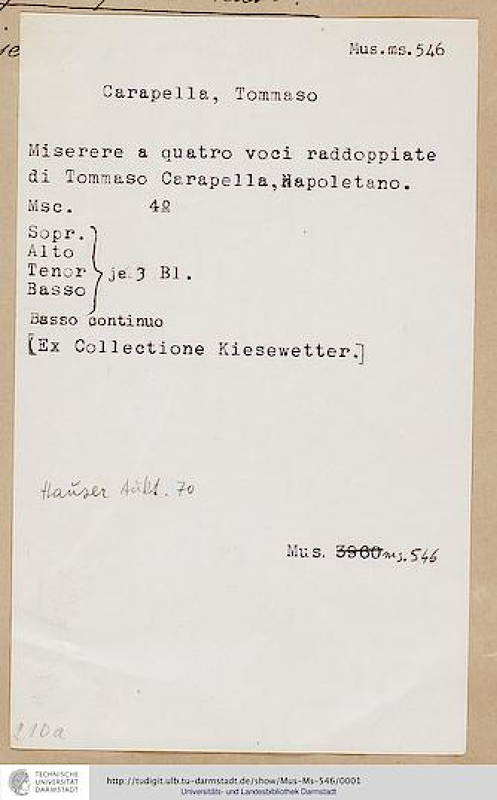 Mus.ms.546
Carapella, Tommaso
Miserere a quatro voci raddoppiate
di Tommaso Carapella, Napoletano.
Msc. 4º
Sopr.
Alto
Tenor je 3 Bl.
Basso
Basso continuo
[Ex Collectione Kiesewetter.]
Hauser Aukt. 70
Mus. 3960 ms. 546
210a
TECHNISCHE
UNIVERSITÄT
DARMSTADT
http://tudigit.ulb.tu-darmstadt.de/show/Mus-Ms-546/0001
Universitäts- und Landesbibliothek Darmstadt